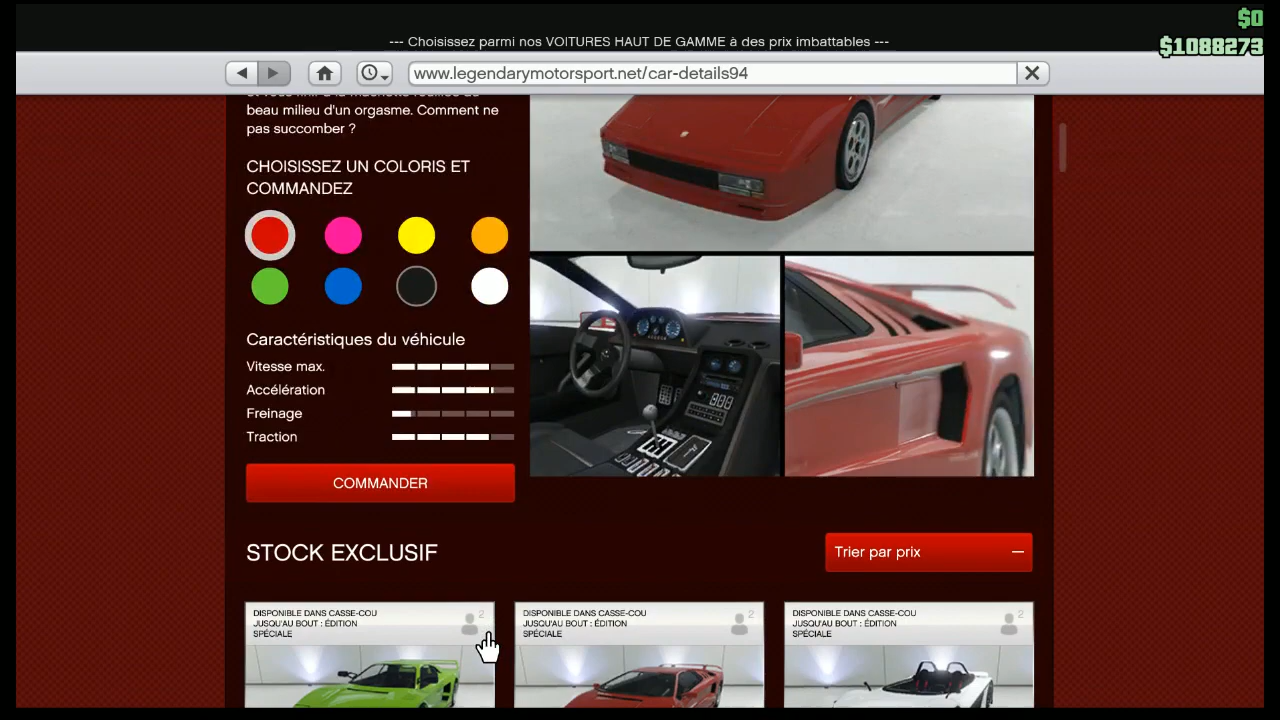 $0
--- Choisissez parmi nos VOITURES HAUT DE GAMME à des prix imbattables ---
$1088273
www.legendarymotorsport.net/car-details94
beau milieu d'un orgasme. Comment ne
pas succomber ?
CHOISISSEZ UN COLORIS ET
COMMANDEZ
Caractéristiques du véhicule
Vitesse max.
Accélération
Freinage
Traction
COMMANDER
STOCK EXCLUSIF
Trier par prix
DISPONIBLE DANS CASSE-COU
JUSQU'AU BOUT : ÉDITION
SPÉCIALE
2
DISPONIBLE DANS CASSE-COU
JUSQU'AU BOUT : ÉDITION
SPÉCIALE
2
DISPONIBLE DANS CASSE-COU
JUSQU'AU BOUT : ÉDITION
SPÉCIALE
2